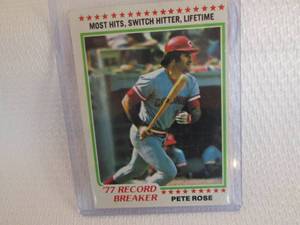 MOST HITS, SWITCH HITTER, LIFETIME
'77 RECORD
BREAKER
PETE ROSE